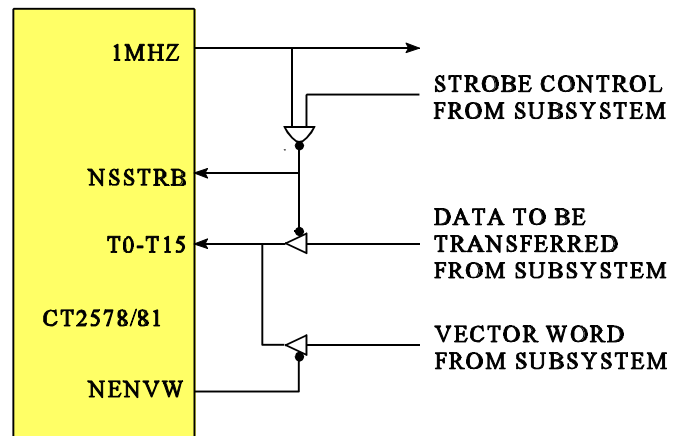 1MHZ
STROBE CONTROL
FROM SUBSYSTEM
NSSTRB
DATA TO BE
TRANSFERRED
FROM SUBSYSTEM
T0-T15
CT2578/81
VECTOR WORD
FROM SUBSYSTEM
NENVW